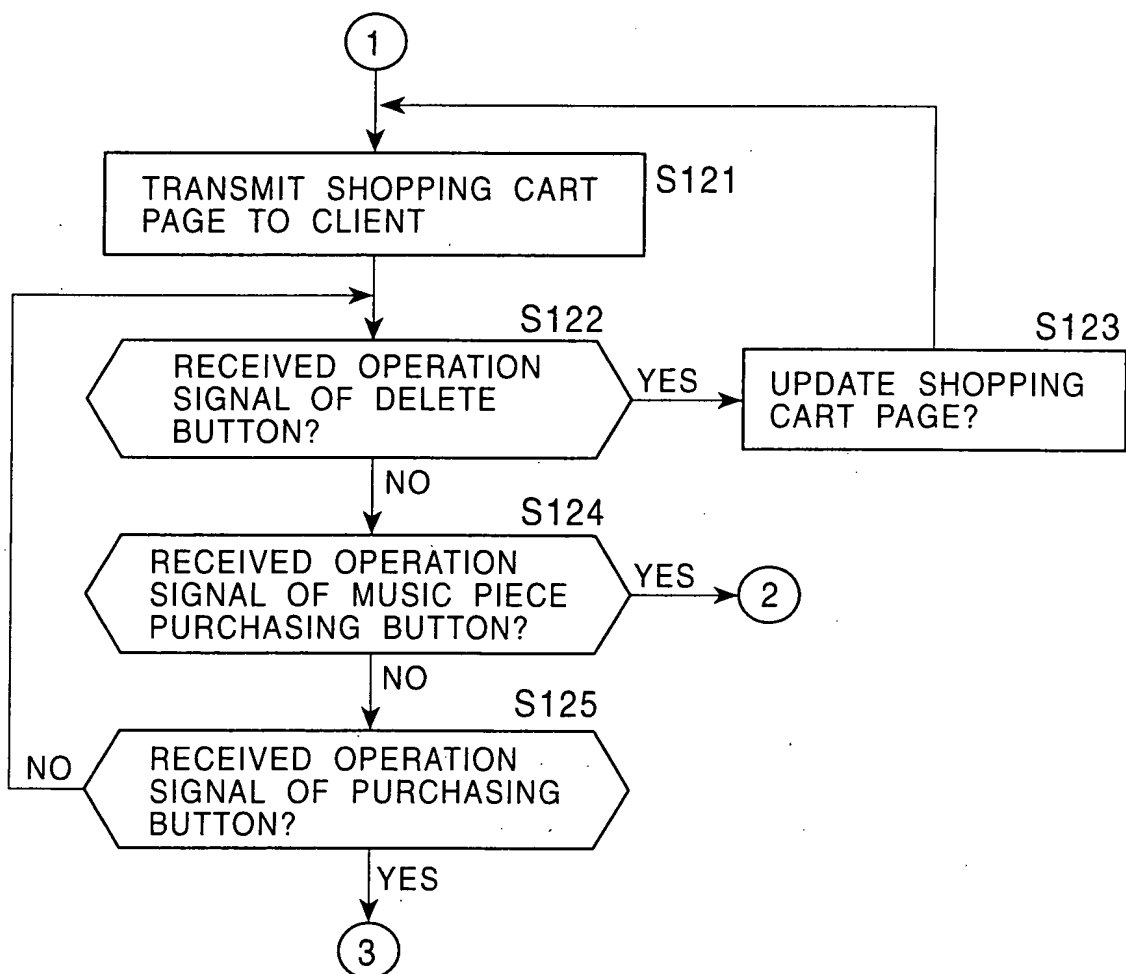 1
TRANSMIT SHOPPING CART
PAGE TO CLIENT
S121
S122
RECEIVED OPERATION
SIGNAL OF DELETE
BUTTON?
YES
S123
UPDATE SHOPPING
CART PAGE?
NO
S124
RECEIVED OPERATION
SIGNAL OF MUSIC PIECE
PURCHASING BUTTON?
YES
2
NO
S125
RECEIVED OPERATION
SIGNAL OF PURCHASING
BUTTON?
NO
YES
3